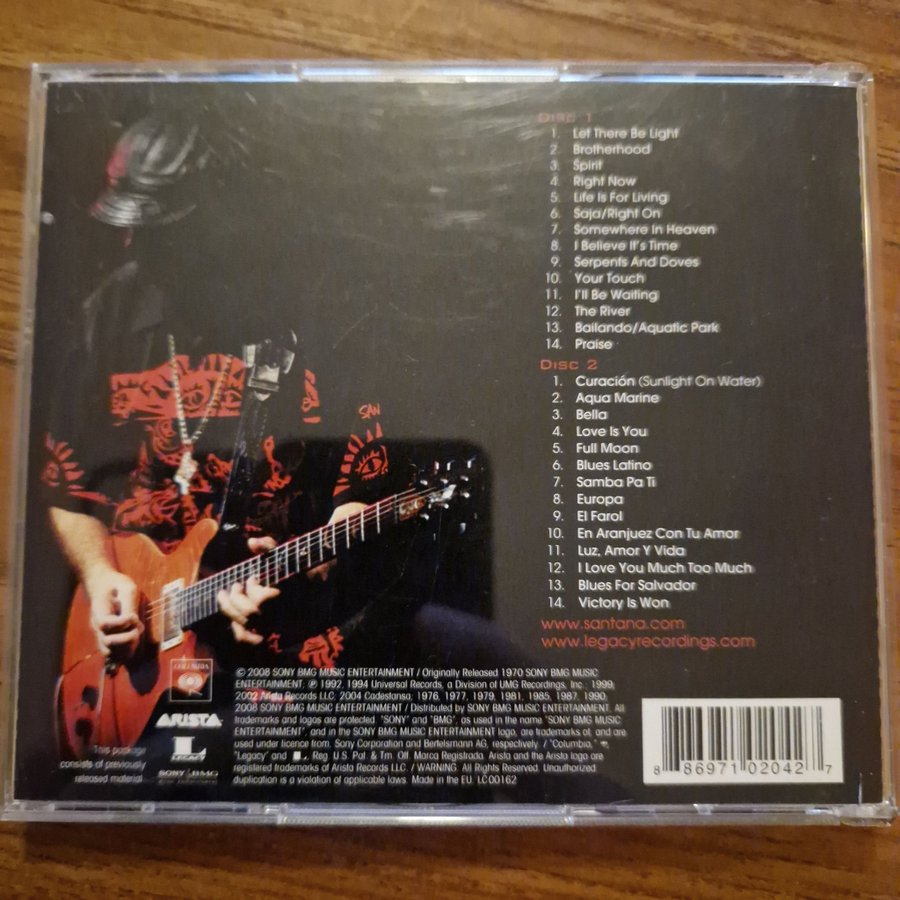 DISC 1
1. Let There Be Light
2. Brotherhood
3. Spirit
4. Right Now
5. Life Is For Living
6. Saja/Right On
7. Somewhere In Heaven
8. I Believe It's Time
9. Serpents And Doves
10. Your Touch
11. I'll Be Waiting
12. The River
13. Bailando/Aquatic Park
14. Praise
DISC 2
1. Curación (Sunlight On Water)
2. Aqua Marine
3. Bella
4. Love Is You
5. Full Moon
6. Blues Latino
7. Samba Pa Ti
8. Europa
9. El Farol
10. En Aranjuez Con Tu Amor
11. Luz, Amor Y Vida
12. I Love You Much Too Much
13. Blues For Salvador
14. Victory Is Won
www.santana.com
www.legacyrecordings.com
SAN
COLUMBIA
ARISTA
L
LEGACY
SONY BMG
MUSIC ENTERTAINMENT
This package
consists of previously
released material
© 2008 SONY BMG MUSIC ENTERTAINMENT / Originally Released 1970 SONY BMG MUSIC
ENTERTAINMENT; ℗ 1992, 1994 Universal Records, a Division of UMG Recordings, Inc.; 1999,
2002 Arista Records LLC; 2004 Cadestansa; 1976, 1977, 1979, 1981, 1985, 1987, 1990,
2008 SONY BMG MUSIC ENTERTAINMENT / Distributed by SONY BMG MUSIC ENTERTAINMENT. All
trademarks and logos are protected. "SONY" and "BMG", as used in the name "SONY BMG MUSIC
ENTERTAINMENT", and in the SONY BMG MUSIC ENTERTAINMENT logo, are trademarks of, and are
used under licence from, Sony Corporation and Bertelsmann AG, respectively. / "Columbia,"
"Legacy" and L, Reg. U.S. Pat. & Tm. Off. Marca Registrada. Arista and the Arista logo are
registered trademarks of Arista Records LLC / WARNING: All Rights Reserved. Unauthorized
duplication is a violation of applicable laws. Made in the EU. LC00162
8 86971 02042 7